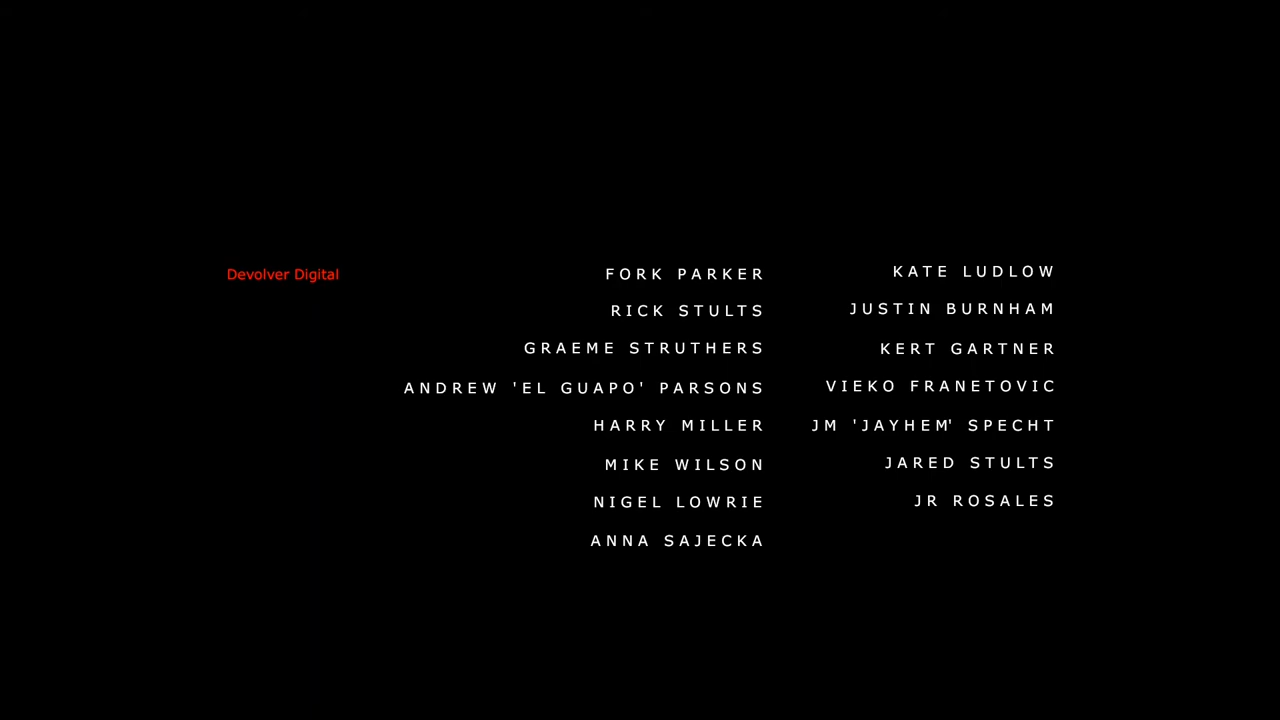 Devolver Digital
FORK PARKER
RICK STULTS
GRAEME STRUTHERS
ANDREW 'EL GUAPO' PARSONS
HARRY MILLER
MIKE WILSON
NIGEL LOWRIE
ANNA SAJECKA
KATE LUDLOW
JUSTIN BURNHAM
KERT GARTNER
VIEKO FRANETOVIC
JM 'JAYHEM' SPECHT
JARED STULTS
JR ROSALES